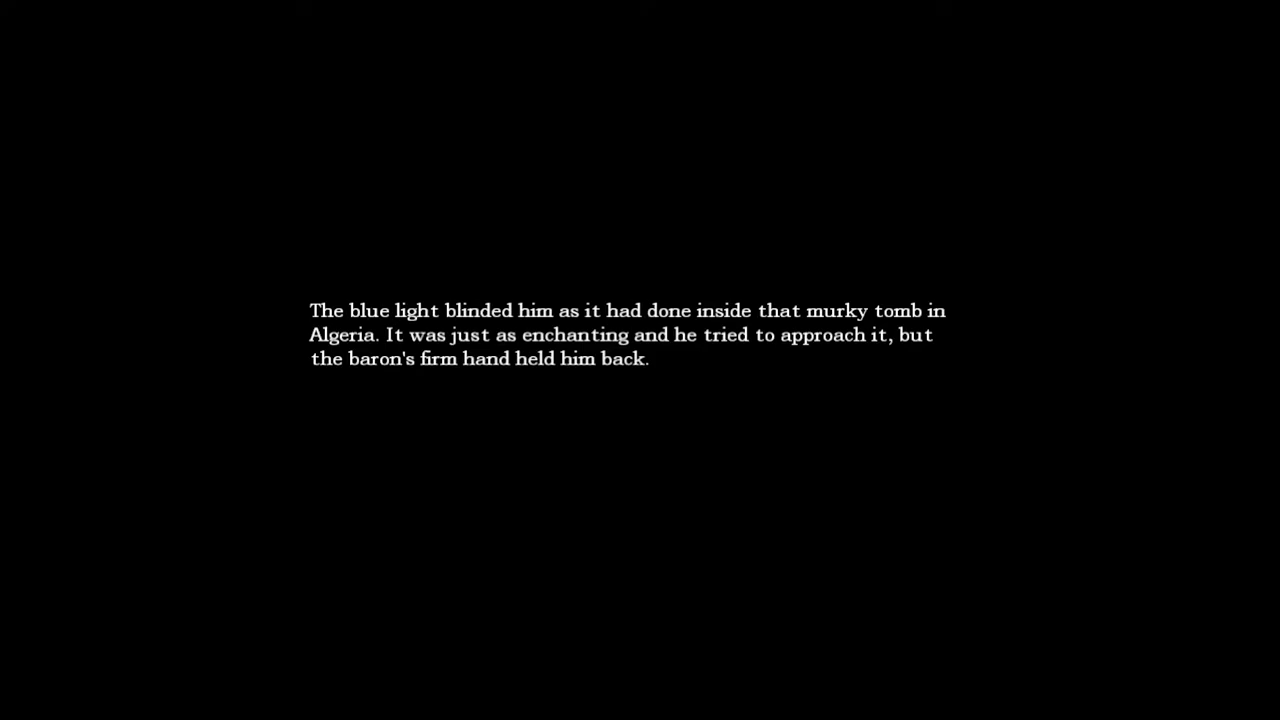 The blue light blinded him as it had done inside that murky tomb in
Algeria. It was just as enchanting and he tried to approach it, but
the baron's firm hand held him back.